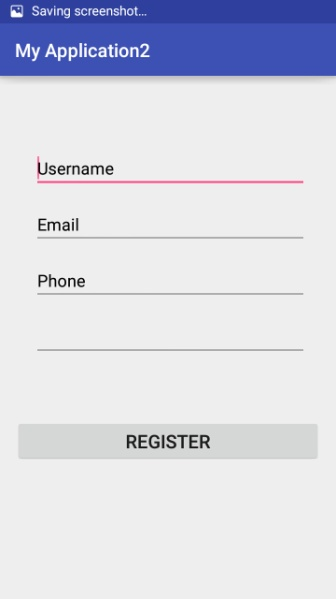 Saving screenshot...
My Application2
Username
Email
Phone
REGISTER